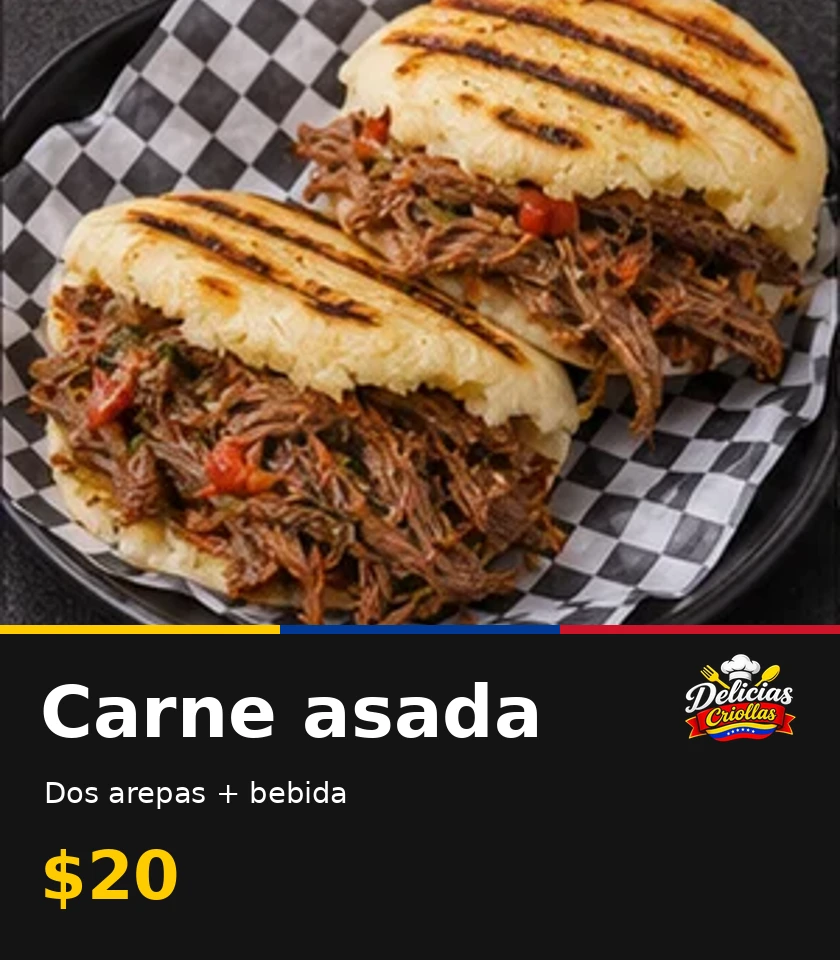 Carne asada
Delicias
Criollas
Dos arepas + bebida
$20